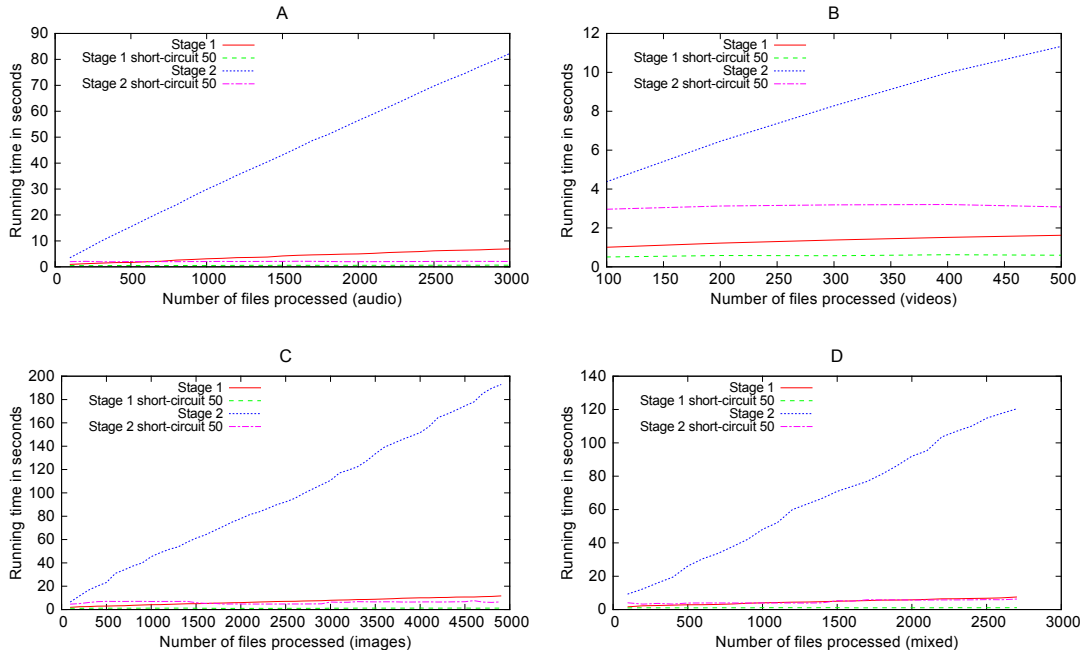 A
Running time in seconds
90
80
70
60
50
40
30
20
10
0
Stage 1
Stage 1 short-circuit 50
Stage 2
Stage 2 short-circuit 50
0 500 1000 1500 2000 2500 3000
Number of files processed (audio)
B
Running time in seconds
12
10
8
6
4
2
0
Stage 1
Stage 1 short-circuit 50
Stage 2
Stage 2 short-circuit 50
100 150 200 250 300 350 400 450 500
Number of files processed (videos)
C
Running time in seconds
200
180
160
140
120
100
80
60
40
20
0
Stage 1
Stage 1 short-circuit 50
Stage 2
Stage 2 short-circuit 50
0 500 1000 1500 2000 2500 3000 3500 4000 4500 5000
Number of files processed (images)
D
Running time in seconds
140
120
100
80
60
40
20
0
Stage 1
Stage 1 short-circuit 50
Stage 2
Stage 2 short-circuit 50
0 500 1000 1500 2000 2500 3000
Number of files processed (mixed)